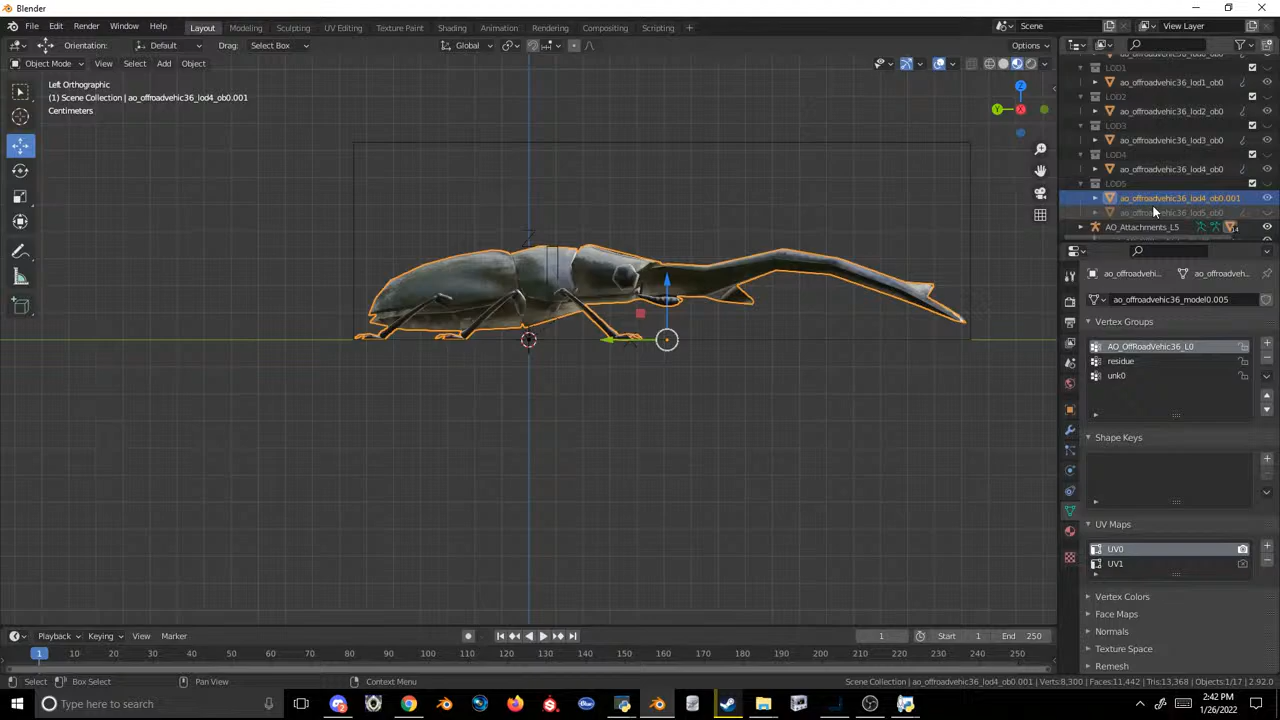 Blender
File Edit Render Window Help Layout Modeling Sculpting UV Editing Texture Paint Shading Animation Rendering Compositing Scripting Scene View Layer
Orientation: Default Drag: Select Box Global Options
Object Mode View Select Add Object
Left Orthographic
(1) Scene Collection | ao_offroadvehic36_lod4_ob0.001
Centimeters
Z
X
Y
LOD1
ao_offroadvehic36_lod1_ob0
LOD2
ao_offroadvehic36_lod2_ob0
LOD3
ao_offroadvehic36_lod3_ob0
LOD4
ao_offroadvehic36_lod4_ob0
LOD5
ao_offroadvehic36_lod4_ob0.001
ao_offroadvehic36_lod5_ob0
AO_Attachments_L5
14
ao_offroadvehi... ao_offroadvehic...
ao_offroadvehic36_model0.005
Vertex Groups
AO_OffRoadVehic36_L0
residue
unk0
Shape Keys
UV Maps
UV0
UV1
Vertex Colors
Face Maps
Normals
Texture Space
Remesh
Playback Keying View Marker 1 Start 1 End 250
1 10 20 30 40 50 60 70 80 90 100 110 120 130 140 150 160 170 180 190 200 210 220 230 240 250
Select Box Select Pan View Context Menu Scene Collection | ao_offroadvehic36_lod4_ob0.001 | Verts:8,300 | Faces:11,442 | Tris:13,368 | Objects:1/17 | 2.92.0
Type here to search
2:42 PM
1/26/2022